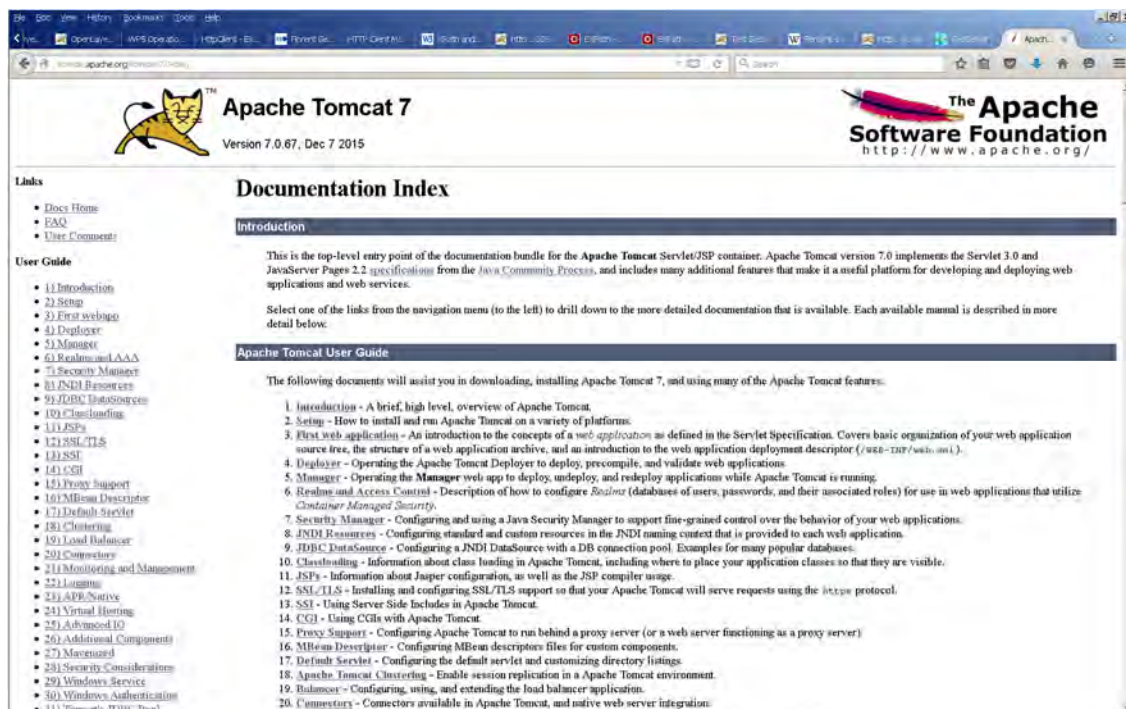 File Edit View History Bookmarks Tools Help
OpenLaye... WPS Operatio... HttpClient - Ex... HTTP Client
apache.org
Search
TM
Apache Tomcat 7
Version 7.0.67, Dec 7 2015
The Apache
Software Foundation
http://www.apache.org/
Links
Docs Home
FAQ
User Comments
User Guide
1) Introduction
2) Setup
3) First webapp
4) Deployer
5) Manager
6) Realms and AAA
7) Security Manager
8) JNDI Resources
9) JDBC DataSources
10) Classloading
11) JSPs
12) SSL/TLS
13) SSI
14) CGI
15) Proxy Support
16) MBean Descriptor
17) Default Servlet
18) Clustering
19) Load Balancer
20) Connectors
21) Monitoring and Management
22) Logging
23) APR/Native
24) Virtual Hosting
25) Advanced IO
26) Additional Components
27) Mavenized
28) Security Considerations
29) Windows Service
30) Windows Authentication
Documentation Index
Introduction
This is the top-level entry point of the documentation bundle for the Apache Tomcat Servlet/JSP container. Apache Tomcat version 7.0 implements the Servlet 3.0 and
JavaServer Pages 2.2 specifications from the Java Community Process, and includes many additional features that make it a useful platform for developing and deploying web
applications and web services.
Select one of the links from the navigation menu (to the left) to drill down to the more detailed documentation that is available. Each available manual is described in more
detail below.
Apache Tomcat User Guide
The following documents will assist you in downloading, installing Apache Tomcat 7, and using many of the Apache Tomcat features.
1. Introduction - A brief, high level, overview of Apache Tomcat.
2. Setup - How to install and run Apache Tomcat on a variety of platforms.
3. First web application - An introduction to the concepts of a web application as defined in the Servlet Specification. Covers basic organization of your web application
source tree, the structure of a web application archive, and an introduction to the web application deployment descriptor (/WEB-INF/web.xml).
4. Deployer - Operating the Apache Tomcat Deployer to deploy, precompile, and validate web applications.
5. Manager - Operating the Manager web app to deploy, undeploy, and redeploy applications while Apache Tomcat is running.
6. Realms and Access Control - Description of how to configure Realms (databases of users, passwords, and their associated roles) for use in web applications that utilize
Container Managed Security.
7. Security Manager - Configuring and using a Java Security Manager to support fine-grained control over the behavior of your web applications.
8. JNDI Resources - Configuring standard and custom resources in the JNDI naming context that is provided to each web application.
9. JDBC DataSource - Configuring a JNDI DataSource with a DB connection pool. Examples for many popular databases.
10. Classloading - Information about class loading in Apache Tomcat, including where to place your application classes so that they are visible.
11. JSPs - Information about Jasper configuration, as well as the JSP compiler usage.
12. SSL/TLS - Installing and configuring SSL/TLS support so that your Apache Tomcat will serve requests using the https protocol.
13. SSI - Using Server Side Includes in Apache Tomcat.
14. CGI - Using CGIs with Apache Tomcat.
15. Proxy Support - Configuring Apache Tomcat to run behind a proxy server (or a web server functioning as a proxy server)
16. MBean Descriptor - Configuring MBean descriptors files for custom components.
17. Default Servlet - Configuring the default servlet and customizing directory listings.
18. Apache Tomcat Clustering - Enable session replication in a Apache Tomcat environment.
19. Balancer - Configuring, using, and extending the load balancer application.
20. Connectors - Connectors available in Apache Tomcat, and native web server integration.